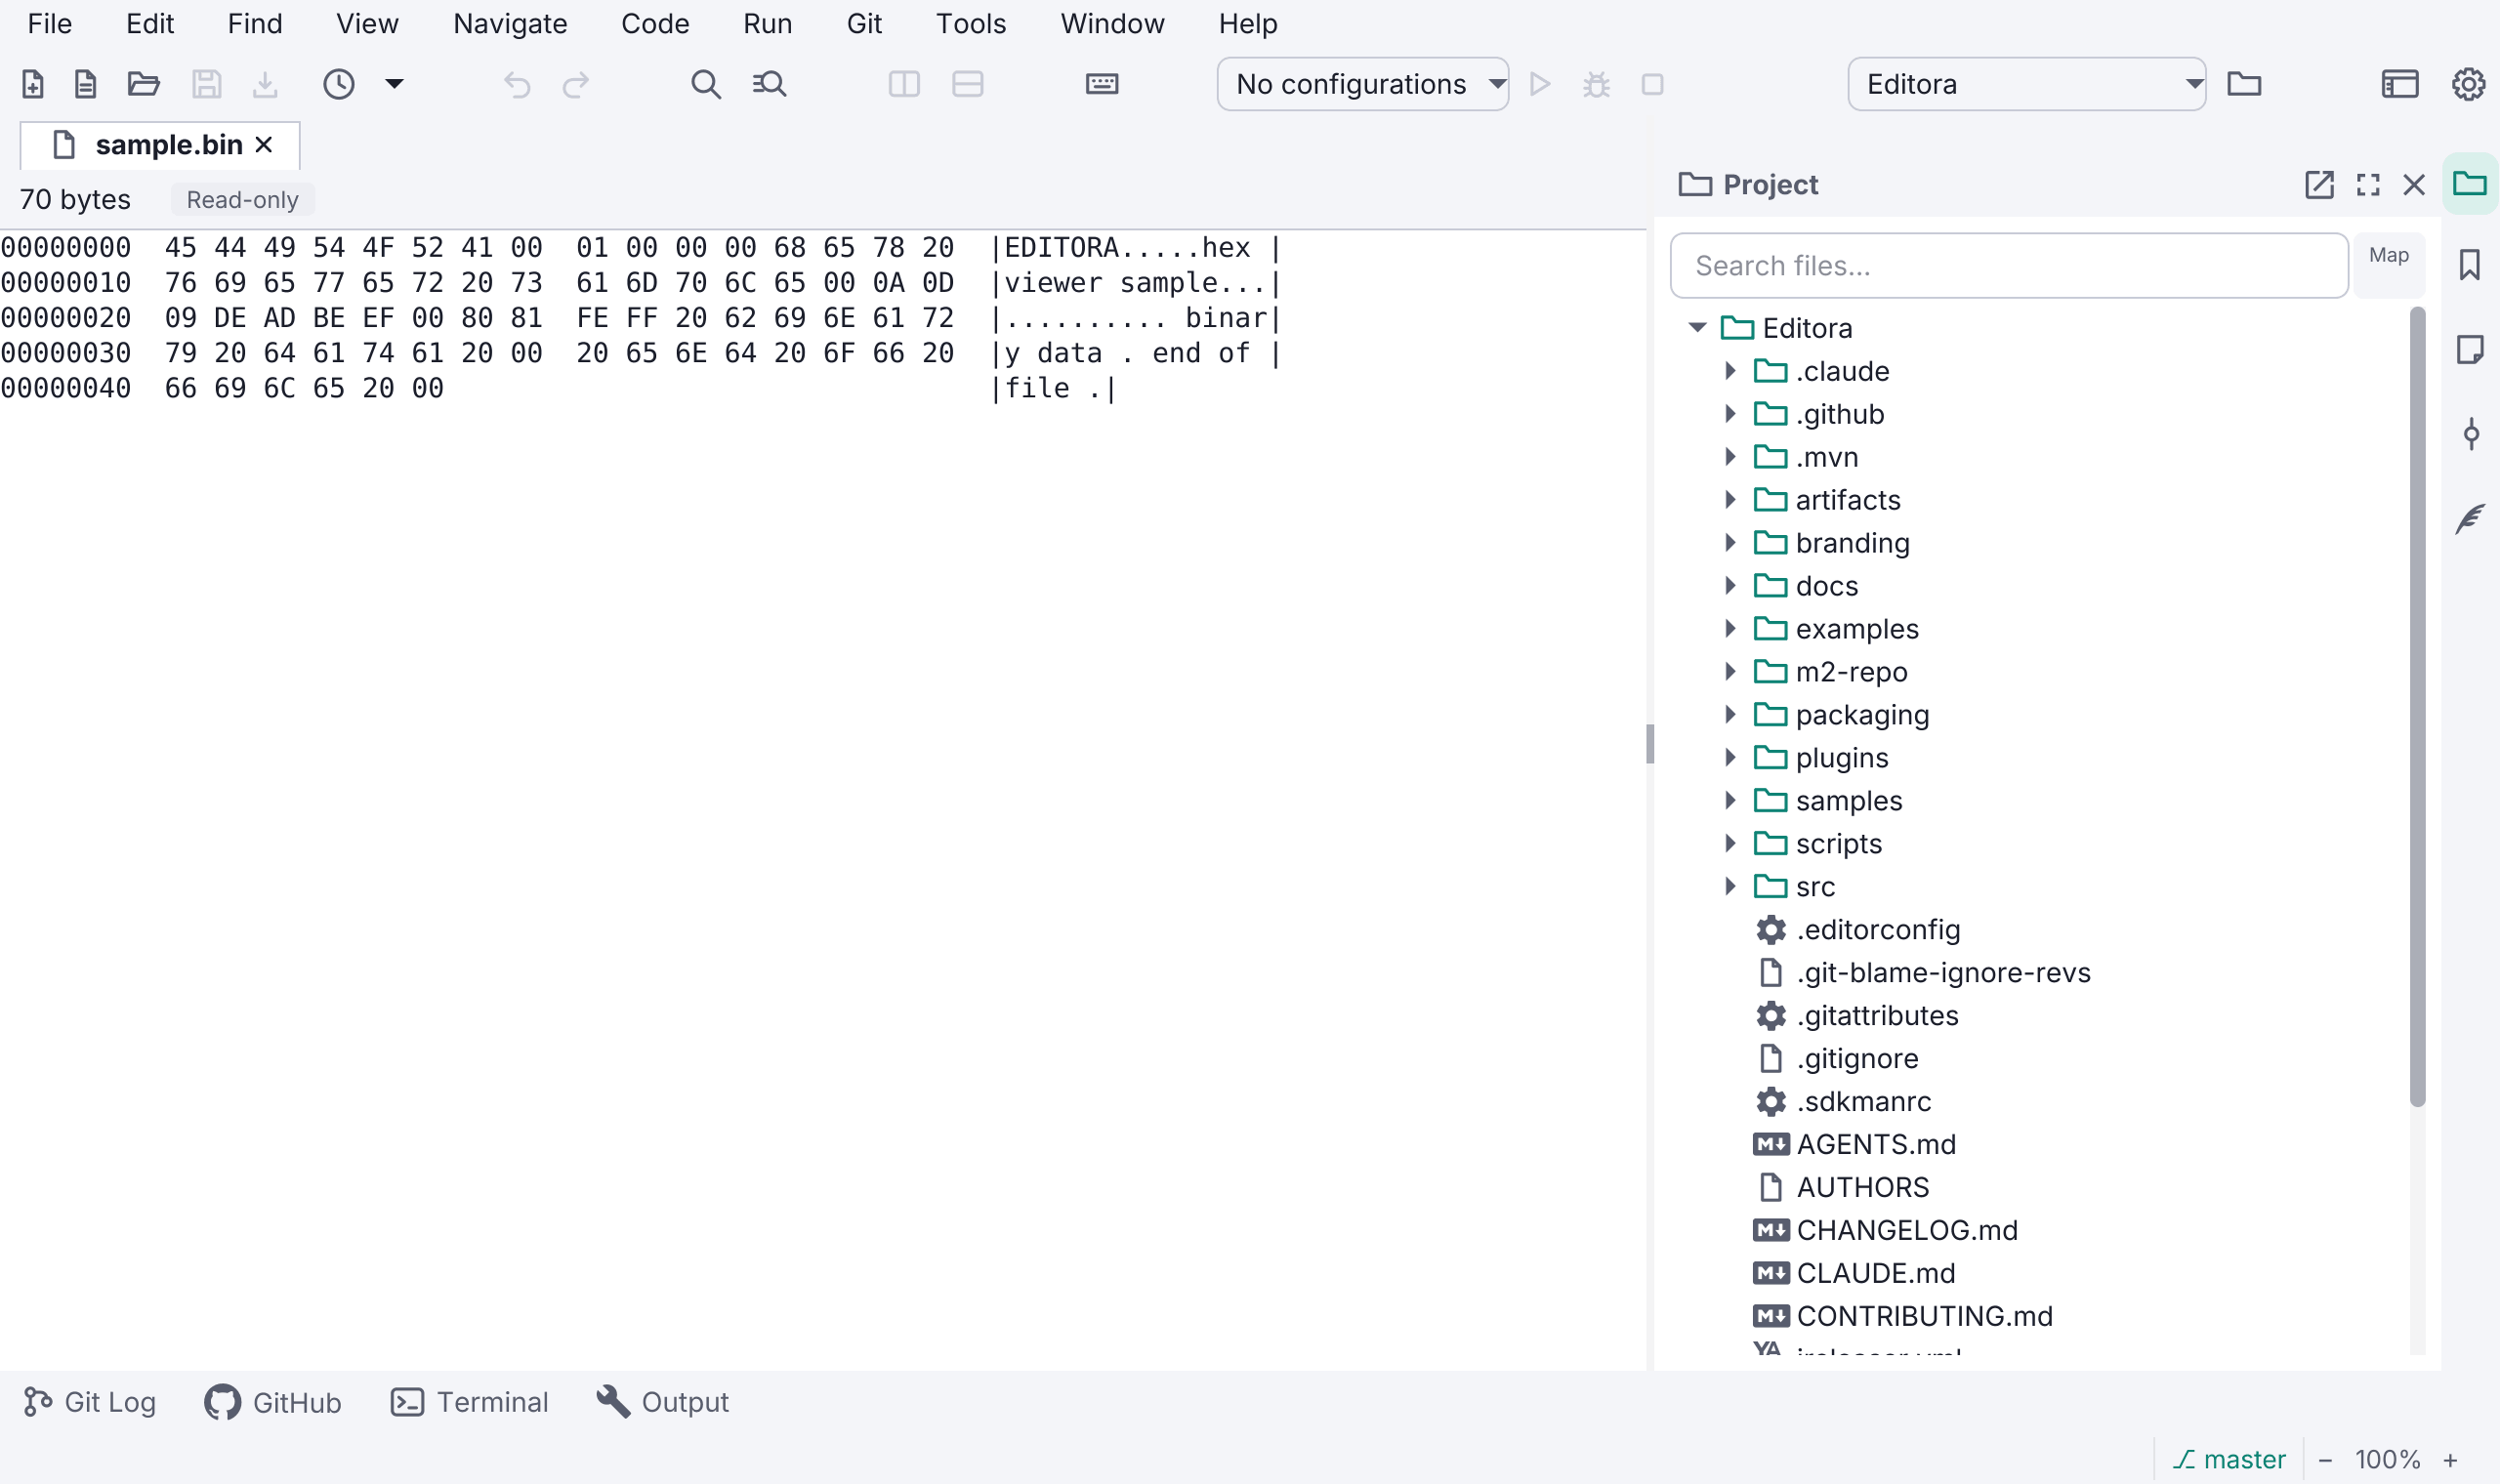 File Edit Find View Navigate Code Run Git Tools Window Help
No configurations Editora
sample.bin
70 bytes Read-only
00000000  45 44 49 54 4F 52 41 00  01 00 00 00 68 65 78 20  |EDITORA.....hex |
00000010  76 69 65 77 65 72 20 73  61 6D 70 6C 65 00 0A 0D  |viewer sample...|
00000020  09 DE AD BE EF 00 80 81  FE FF 20 62 69 6E 61 72  |.......... binar|
00000030  79 20 64 61 74 61 20 00  20 65 6E 64 20 6F 66 20  |y data . end of |
00000040  66 69 6C 65 20 00  |file .|
Project
Search files...
Map
Editora
.claude
.github
.mvn
artifacts
branding
docs
examples
m2-repo
packaging
plugins
samples
scripts
src
.editorconfig
.git-blame-ignore-revs
.gitattributes
.gitignore
.sdkmanrc
AGENTS.md
AUTHORS
CHANGELOG.md
CLAUDE.md
CONTRIBUTING.md
Git Log GitHub Terminal Output
master − 100% +